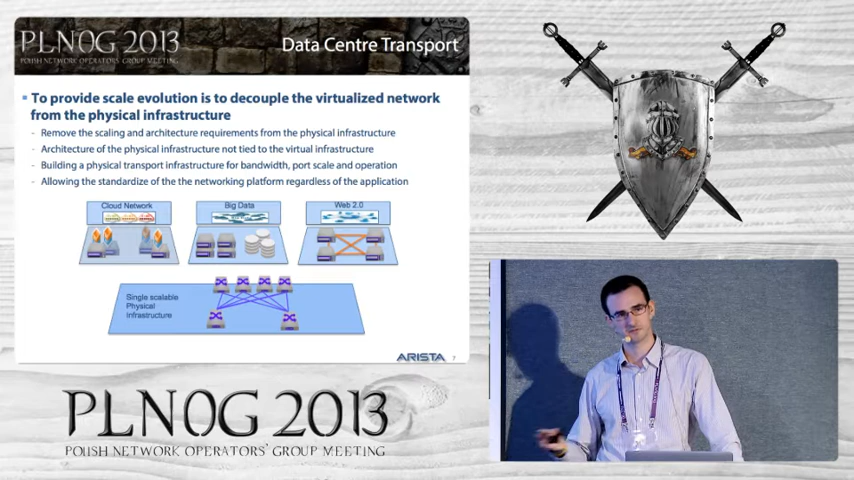 PLNOG 2013
POLISH NETWORK OPERATORS' GROUP MEETING
Data Centre Transport
To provide scale evolution is to decouple the virtualized network
from the physical infrastructure
- Remove the scaling and architecture requirements from the physical infrastructure
- Architecture of the physical infrastructure not tied to the virtual infrastructure
- Building a physical transport infrastructure for bandwidth, port scale and operation
- Allowing the standardize of the the networking platform regardless of the application
Cloud Network
Big Data
Web 2.0
Single scalable
Physical
infrastructure
ARISTA
7
PLNOG 2013
POLISH NETWORK OPERATORS' GROUP MEETING